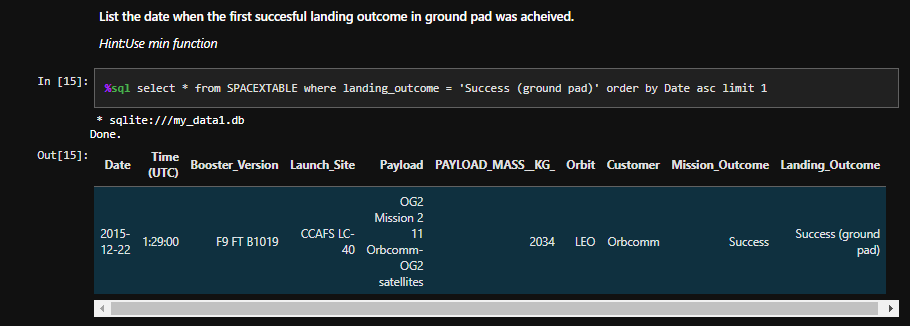 List the date when the first succesful landing outcome in ground pad was acheived.
Hint:Use min function
In [15]: %sql select * from SPACEXTABLE where landing_outcome = 'Success (ground pad)' order by Date asc limit 1
* sqlite:///my_data1.db
Done.
Out[15]:
Date Time (UTC) Booster_Version Launch_Site Payload PAYLOAD_MASS__KG_ Orbit Customer Mission_Outcome Landing_Outcome
2015-12-22 1:29:00 F9 FT B1019 CCAFS LC-40 OG2 Mission 2 11 Orbcomm-OG2 satellites 2034 LEO Orbcomm Success Success (ground pad)